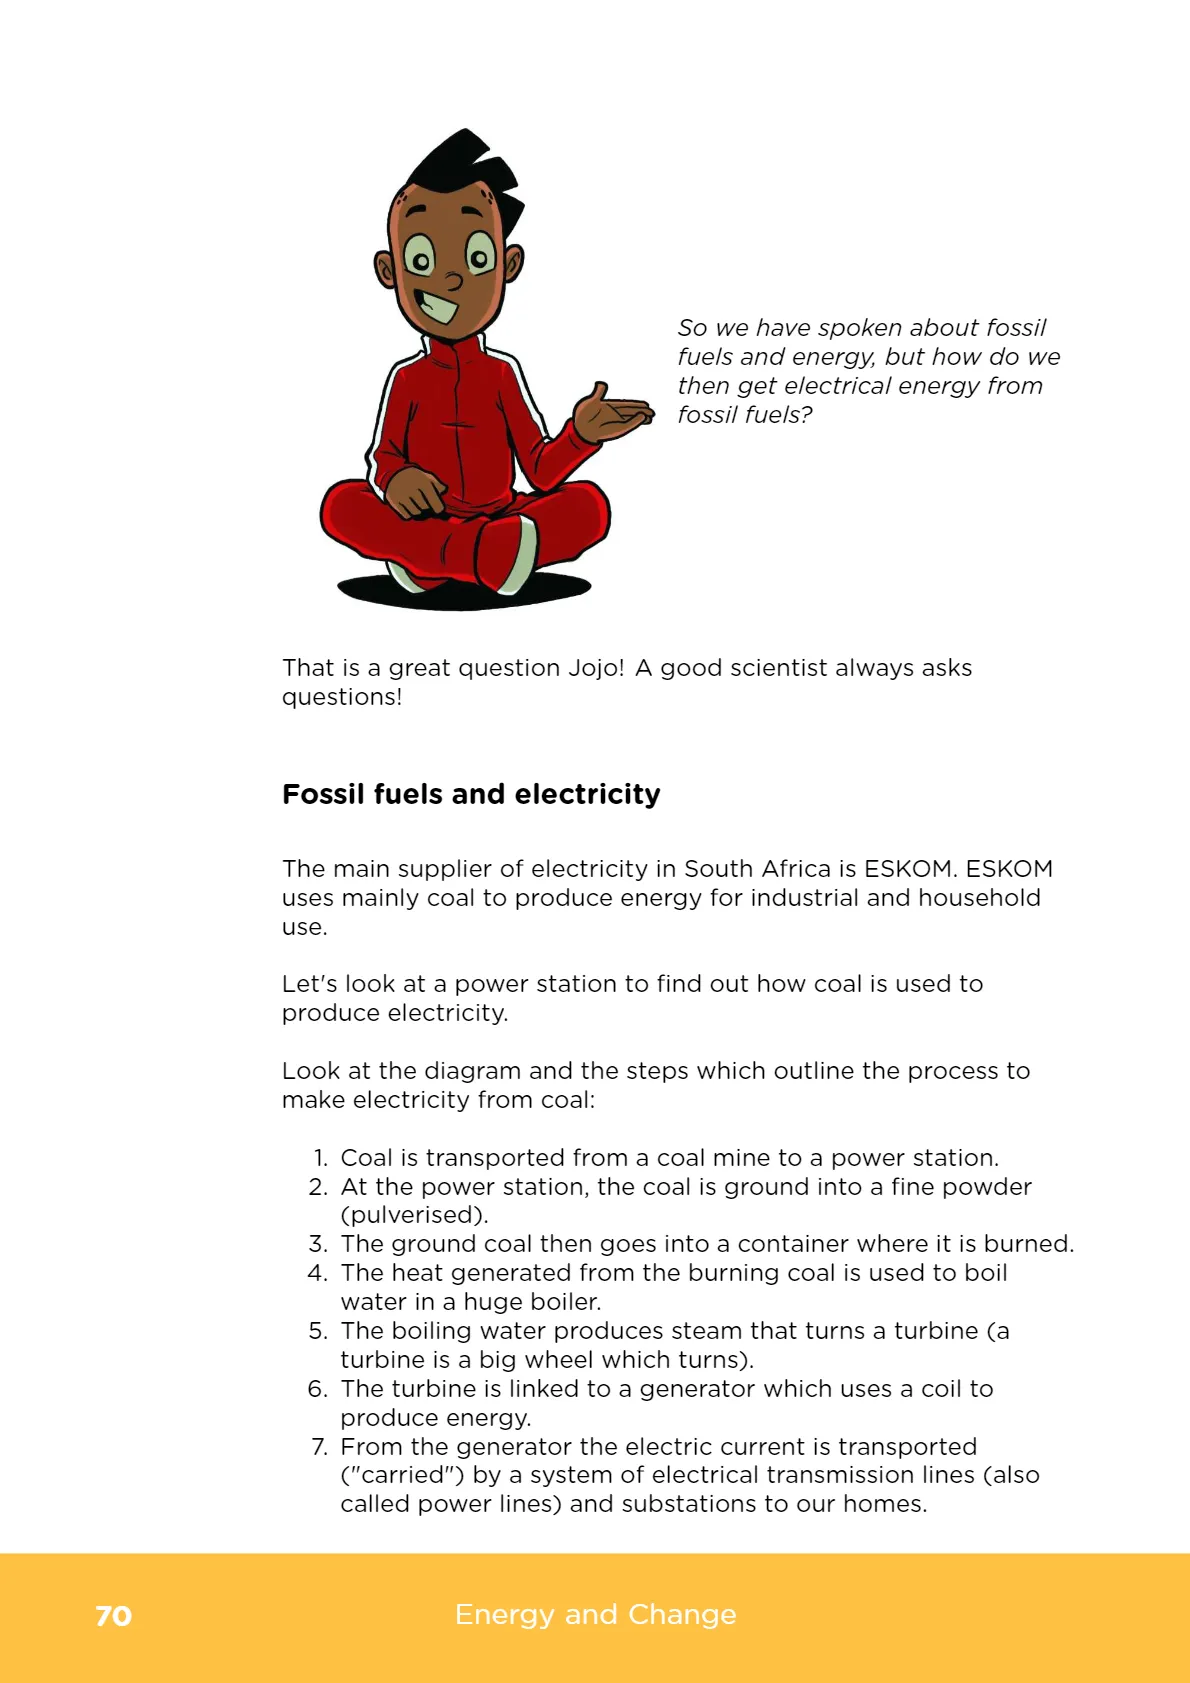 So we have spoken about fossil
fuels and energy, but how do we
then get electrical energy from
fossil fuels?
That is a great question Jojo! A good scientist always asks
questions!
Fossil fuels and electricity
The main supplier of electricity in South Africa is ESKOM. ESKOM
uses mainly coal to produce energy for industrial and household
use.
Let's look at a power station to find out how coal is used to
produce electricity.
Look at the diagram and the steps which outline the process to
make electricity from coal:
1. Coal is transported from a coal mine to a power station.
2. At the power station, the coal is ground into a fine powder
(pulverised).
3. The ground coal then goes into a container where it is burned.
4. The heat generated from the burning coal is used to boil
water in a huge boiler.
5. The boiling water produces steam that turns a turbine (a
turbine is a big wheel which turns).
6. The turbine is linked to a generator which uses a coil to
produce energy.
7. From the generator the electric current is transported
("carried") by a system of electrical transmission lines (also
called power lines) and substations to our homes.
70
Energy and Change